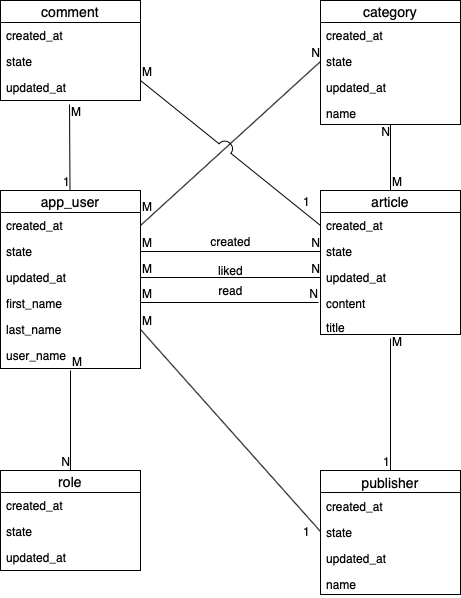 comment
created_at
state
updated_at
category
created_at
state
updated_at
name
M
N
M
1
N
M
M
1
app_user
created_at
state
updated_at
first_name
last_name
user_name
article
created_at
state
updated_at
content
title
M created N
M liked N
M read N
M
M
M
N
1
1
role
created_at
state
updated_at
publisher
created_at
state
updated_at
name